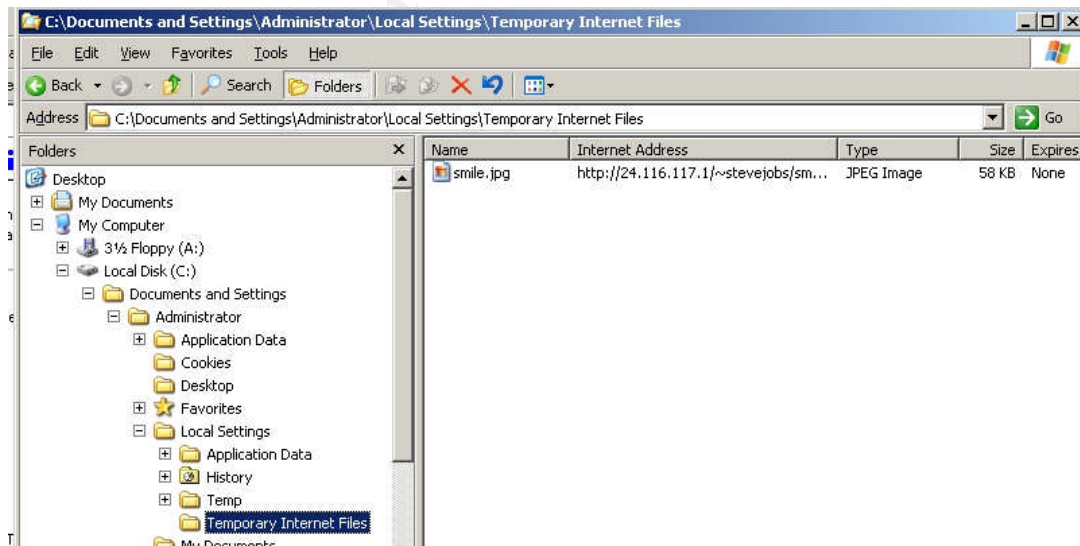 C:\Documents and Settings\Administrator\Local Settings\Temporary Internet Files
File Edit View Favorites Tools Help
Back Search Folders
Address C:\Documents and Settings\Administrator\Local Settings\Temporary Internet Files Go
Folders
Name Internet Address Type Size Expires
smile.jpg http://24.116.117.1/~stevejobs/sm... JPEG Image 58 KB None
Desktop
My Documents
My Computer
3½ Floppy (A:)
Local Disk (C:)
Documents and Settings
Administrator
Application Data
Cookies
Desktop
Favorites
Local Settings
Application Data
History
Temp
Temporary Internet Files
My Documents